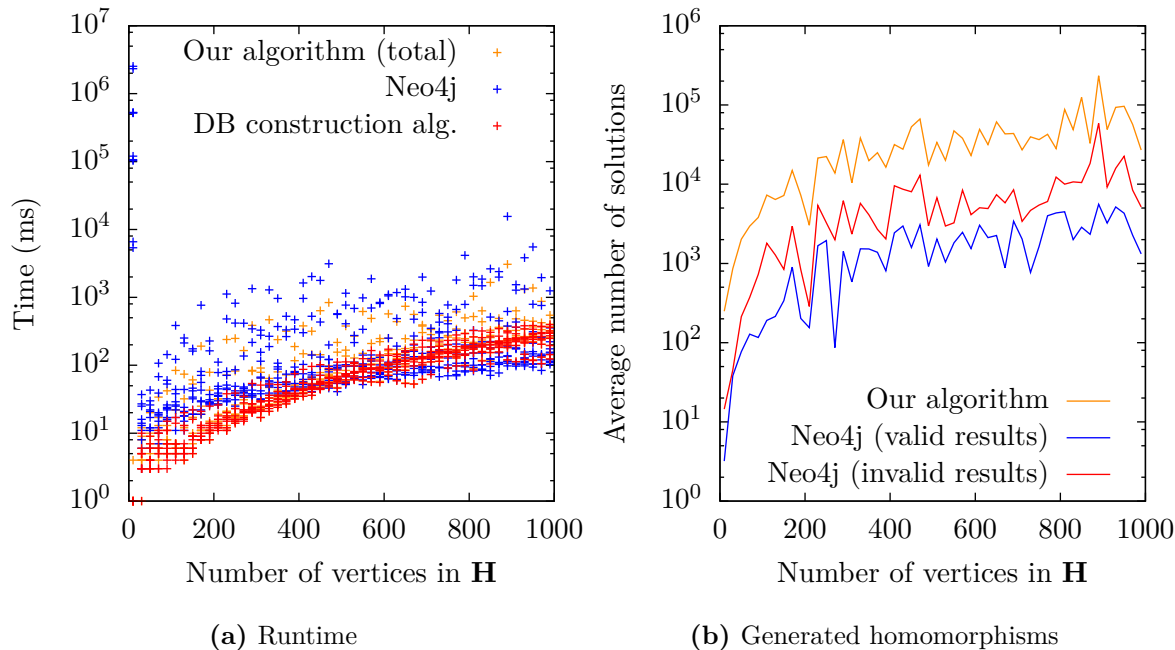 10^7
10^6
10^5
10^4
10^3
10^2
10^1
10^0
Time (ms)
Our algorithm (total)
Neo4j
DB construction alg.
0 200 400 600 800 1000
Number of vertices in H
(a) Runtime
10^6
10^5
10^4
10^3
10^2
10^1
10^0
Average number of solutions
Our algorithm
Neo4j (valid results)
Neo4j (invalid results)
0 200 400 600 800 1000
Number of vertices in H
(b) Generated homomorphisms